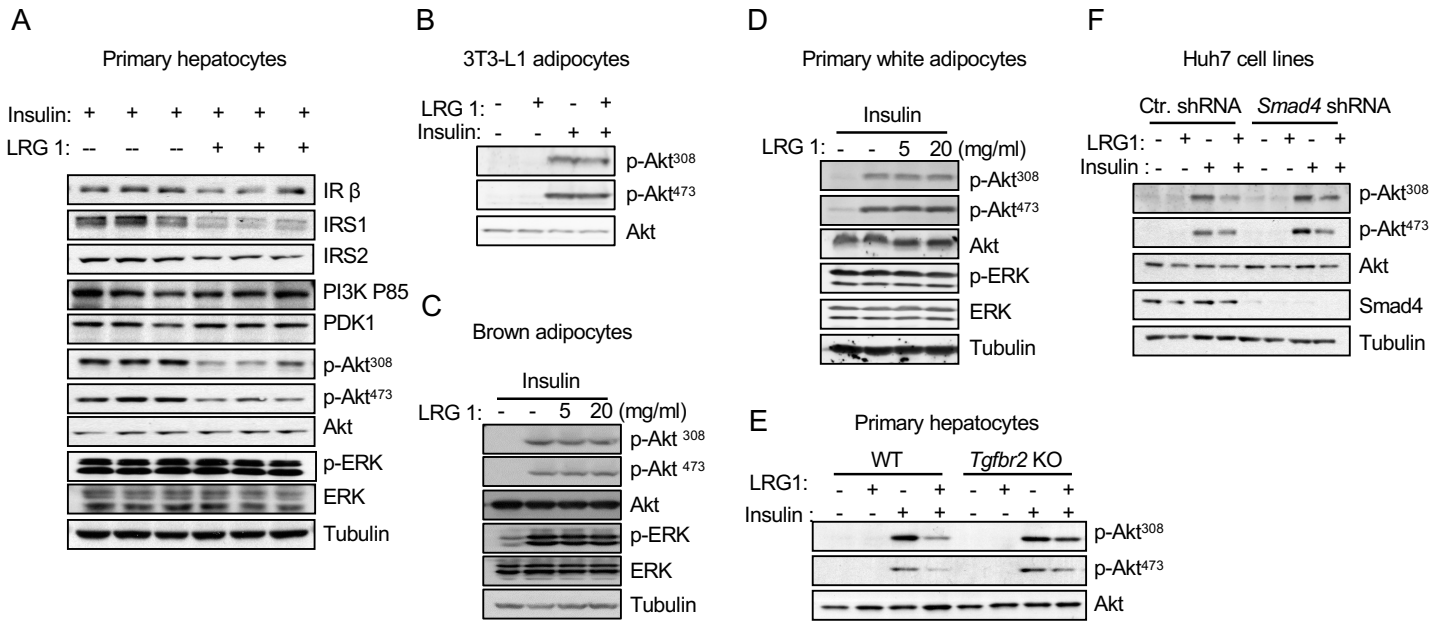 A
Primary hepatocytes
Insulin: + + + + + +
LRG 1: -- -- -- + + +
IR β
IRS1
IRS2
PI3K P85
PDK1
p-Akt308
p-Akt473
Akt
p-ERK
ERK
Tubulin
B
3T3-L1 adipocytes
LRG 1: - + - +
Insulin: - - + +
p-Akt308
p-Akt473
Akt
C
Brown adipocytes
Insulin
LRG 1: - - 5 20 (mg/ml)
p-Akt 308
p-Akt 473
Akt
p-ERK
ERK
Tubulin
D
Primary white adipocytes
Insulin
LRG 1: - - 5 20 (mg/ml)
p-Akt308
p-Akt473
Akt
p-ERK
ERK
Tubulin
E
Primary hepatocytes
WT Tgfbr2 KO
LRG1: - + - + - + - +
Insulin : - - + + - - + +
p-Akt308
p-Akt473
Akt
F
Huh7 cell lines
Ctr. shRNA Smad4 shRNA
LRG1: - + - + - + - +
Insulin: - - + + - - + +
p-Akt308
p-Akt473
Akt
Smad4
Tubulin